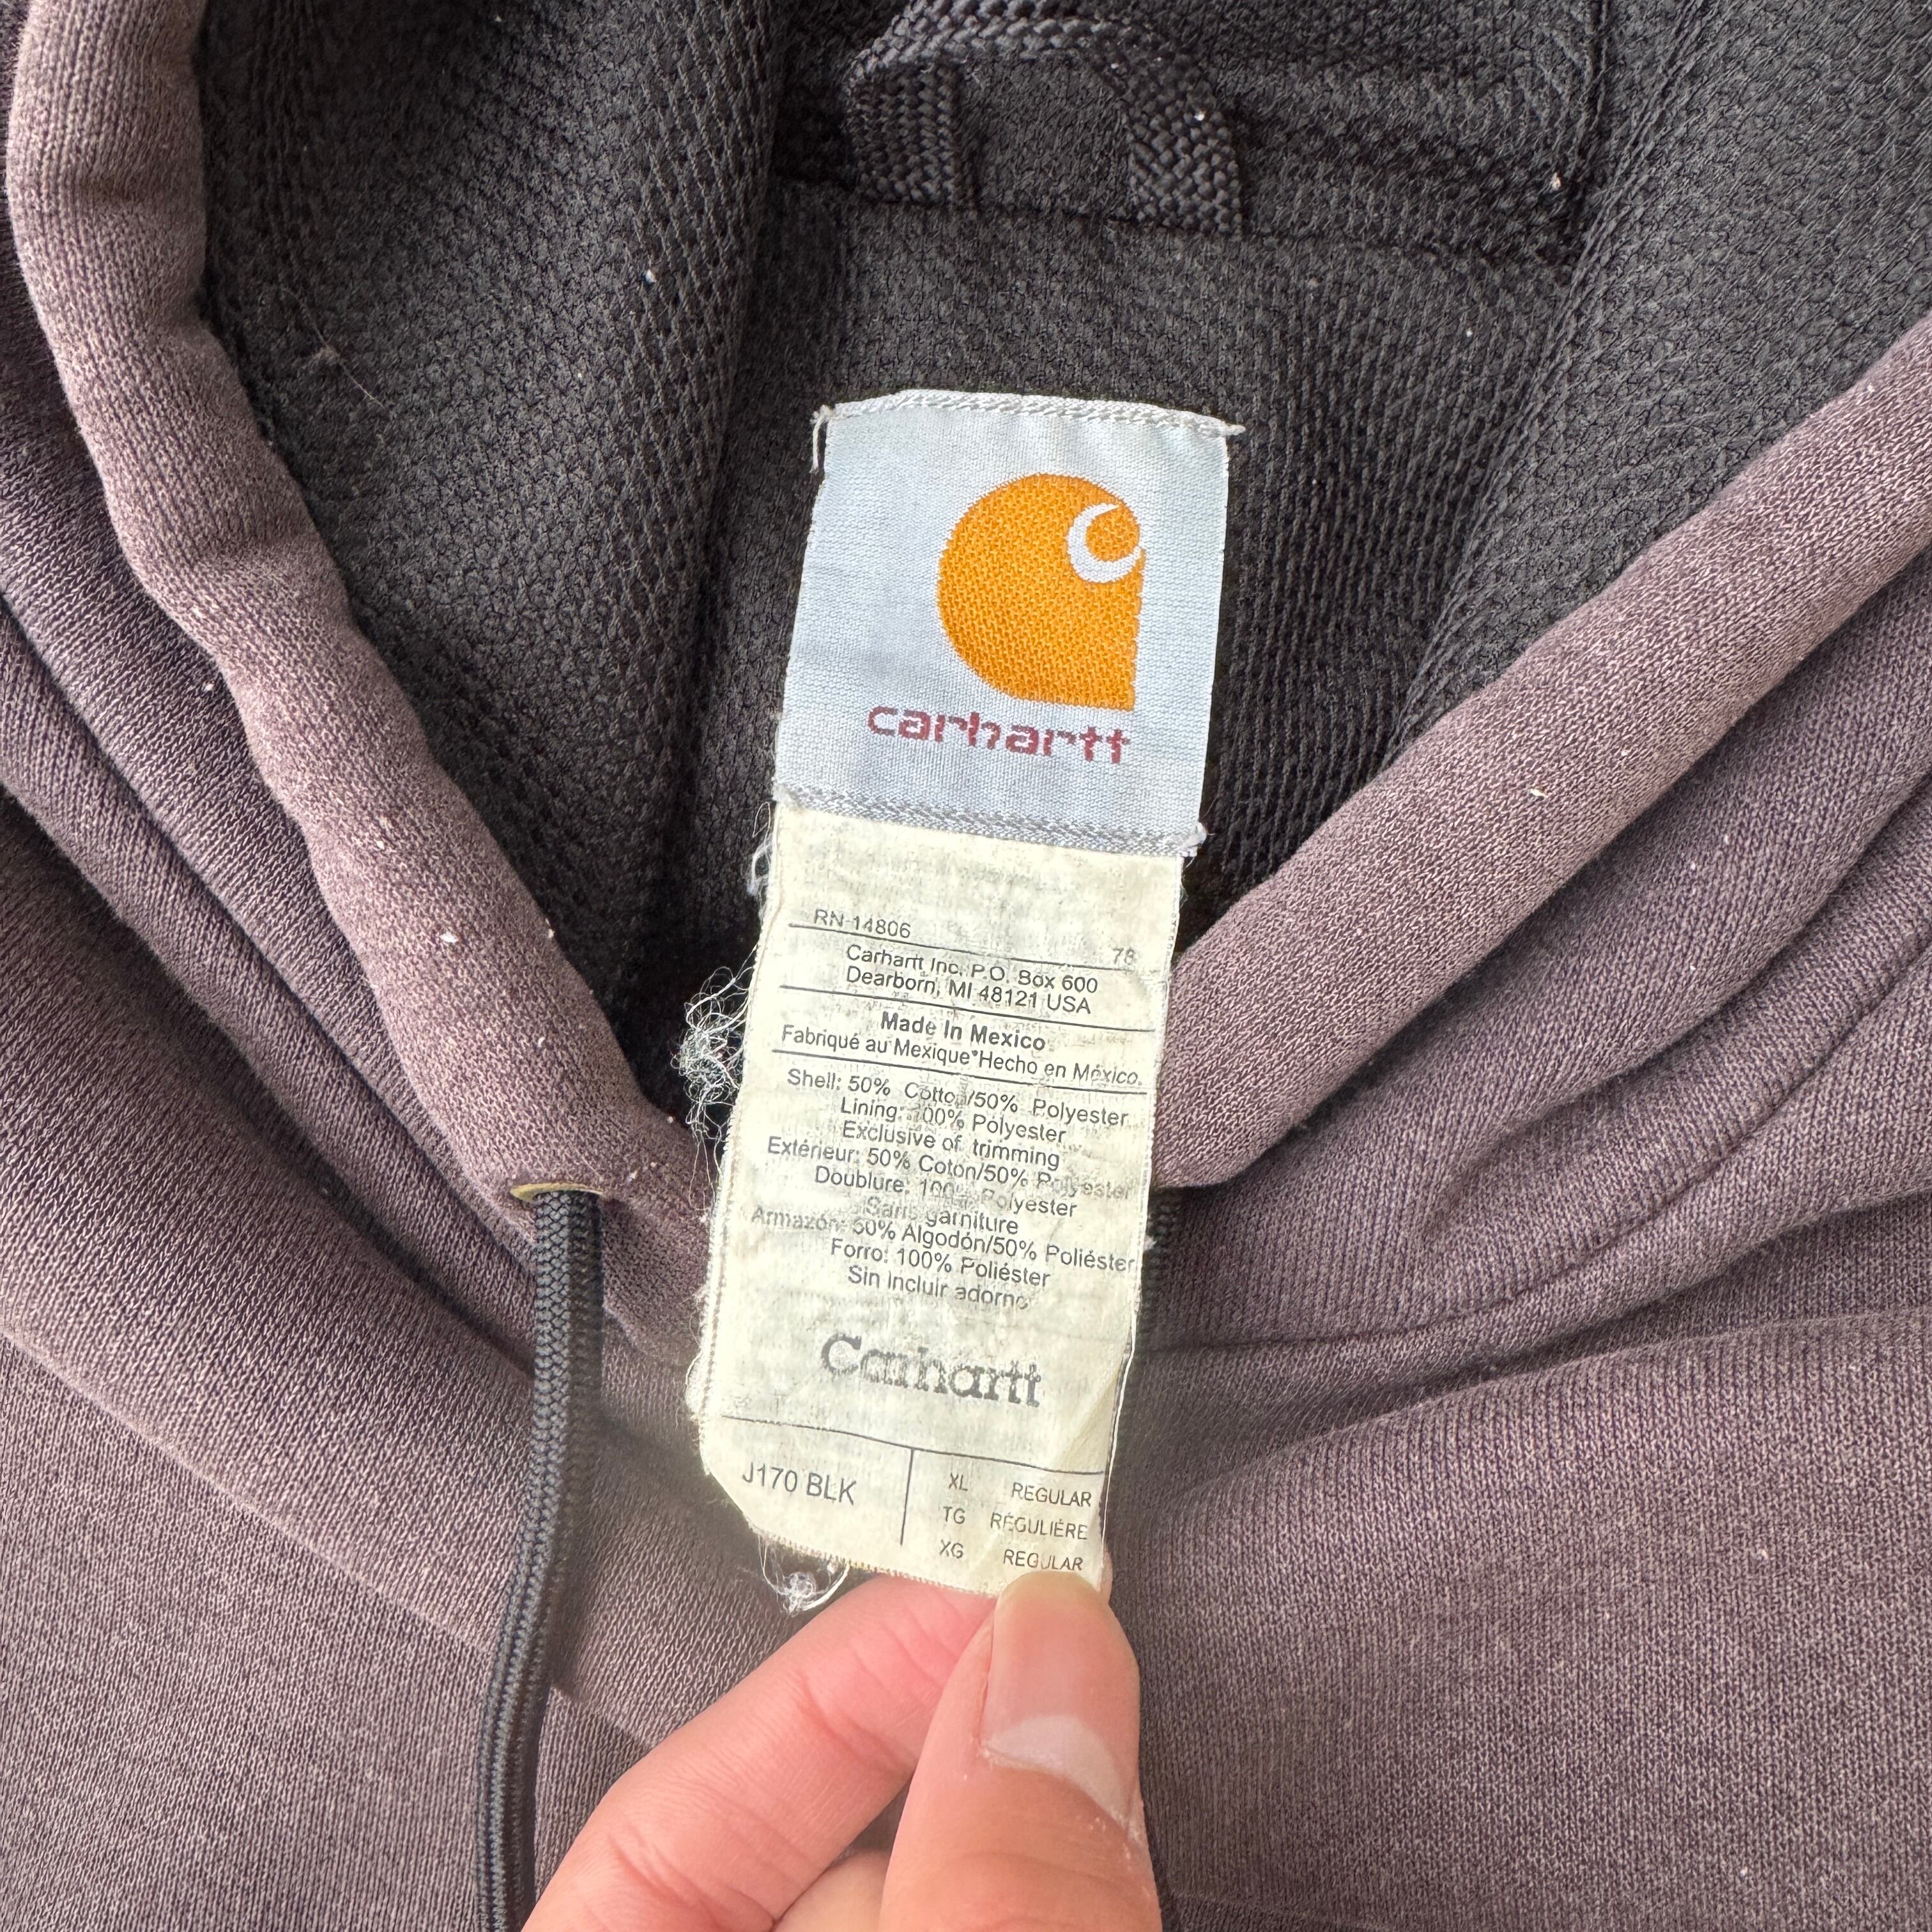 carhartt
RN 14806
78
Carhartt Inc. P.O. Box 600
Dearborn, MI 48121 USA
Made In Mexico
Fabriqué au Mexique*Hecho en México.
Shell: 50% Cotton/50% Polyester
Lining: 100% Polyester
Exclusive of trimming
Extérieur: 50% Coton/50% Polyester
Doublure: 100% Polyester
Sans garniture
Armazón: 50% Algodón/50% Poliéster
Forro: 100% Poliéster
Sin incluir adorno
Carhartt
J170 BLK
XL REGULAR
TG RÉGULIÈRE
XG REGULAR